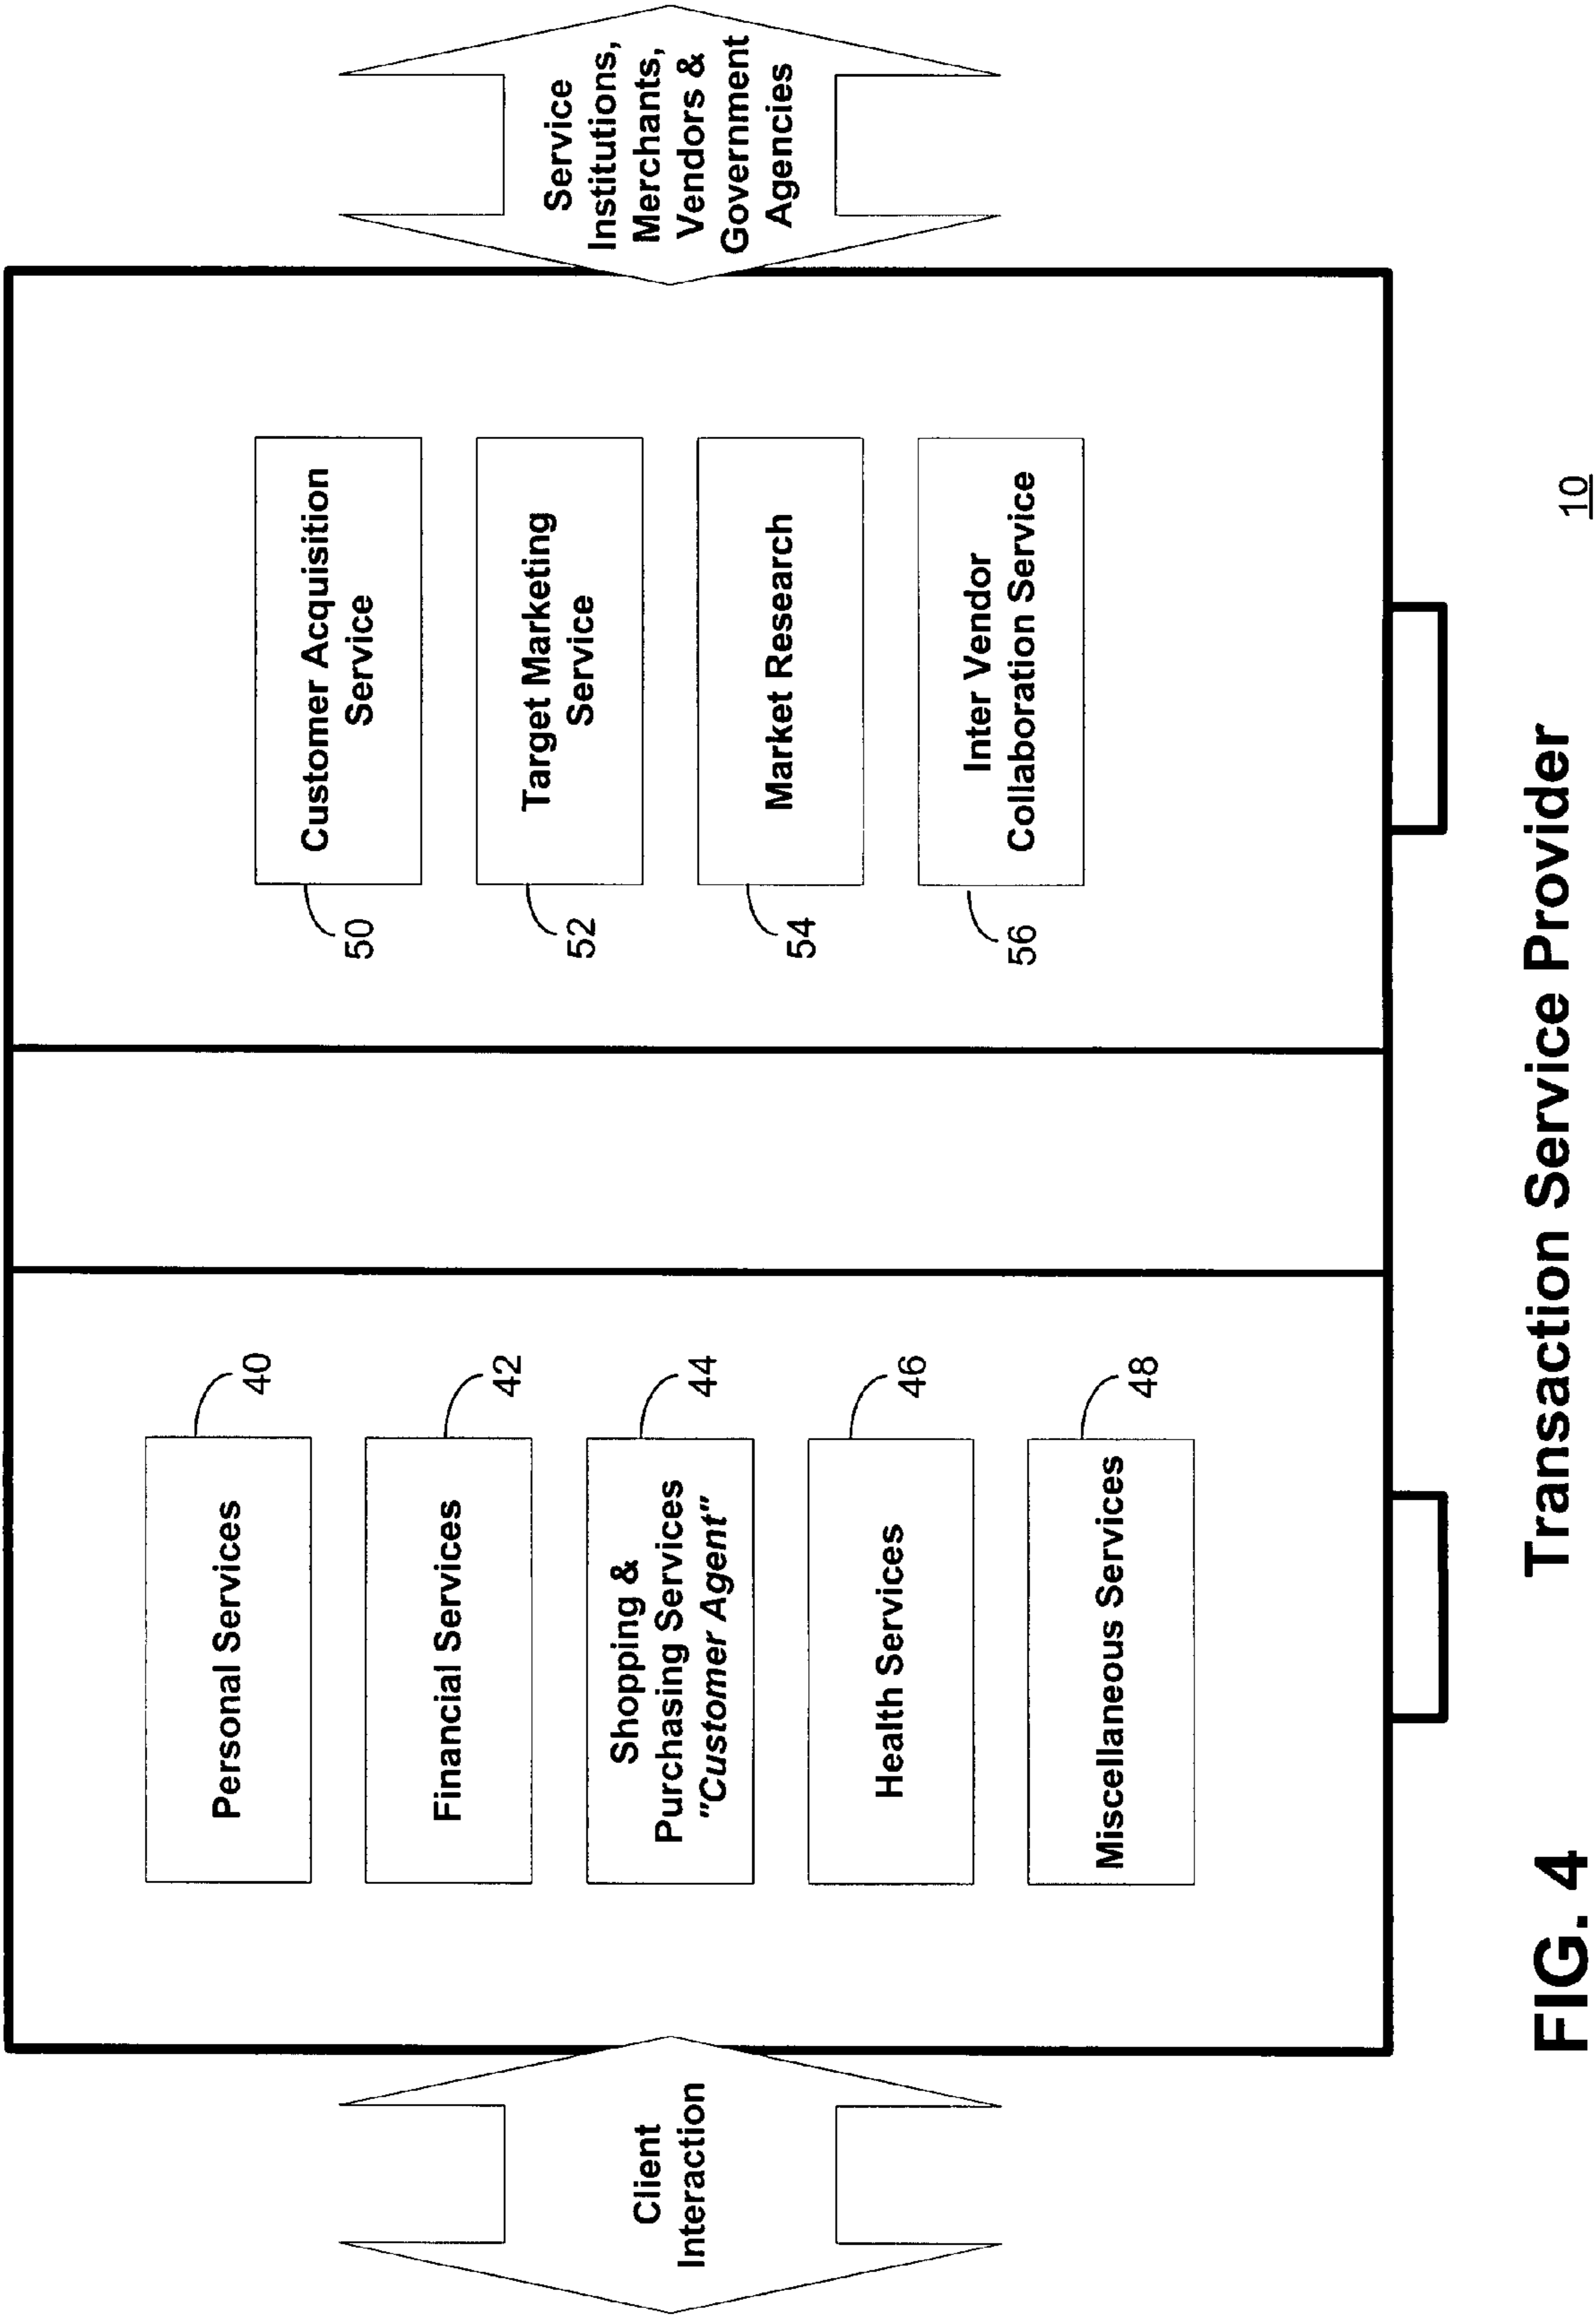 Client
Interaction
Personal Services
40
Financial Services
42
Shopping &
Purchasing Services
"Customer Agent"
44
Health Services
46
Miscellaneous Services
48
Customer Acquisition
Service
50
Target Marketing
Service
52
Market Research
54
Inter Vendor
Collaboration Service
56
Service
Institutions,
Merchants,
Vendors &
Government
Agencies
FIG. 4
Transaction Service Provider
10